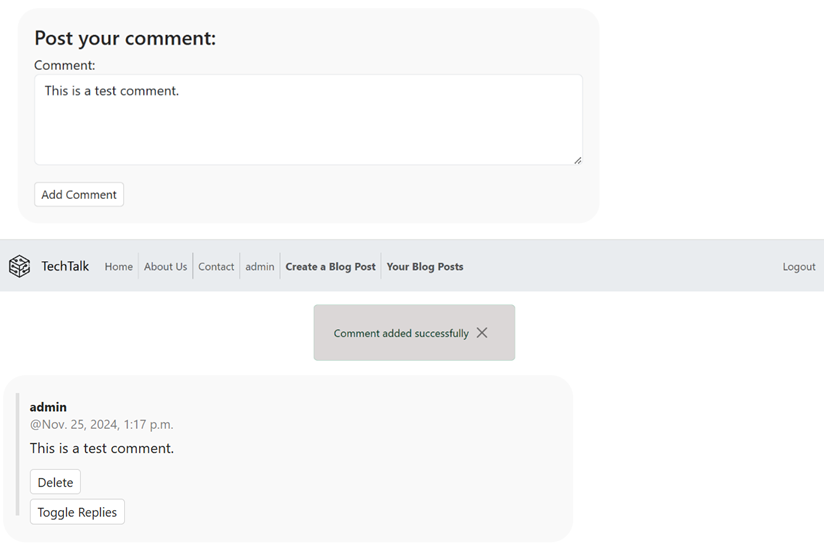 Post your comment:
Comment:
This is a test comment.
Add Comment
TechTalk Home About Us Contact admin Create a Blog Post Your Blog Posts Logout
Comment added successfully
admin
@Nov. 25, 2024, 1:17 p.m.
This is a test comment.
Delete
Toggle Replies